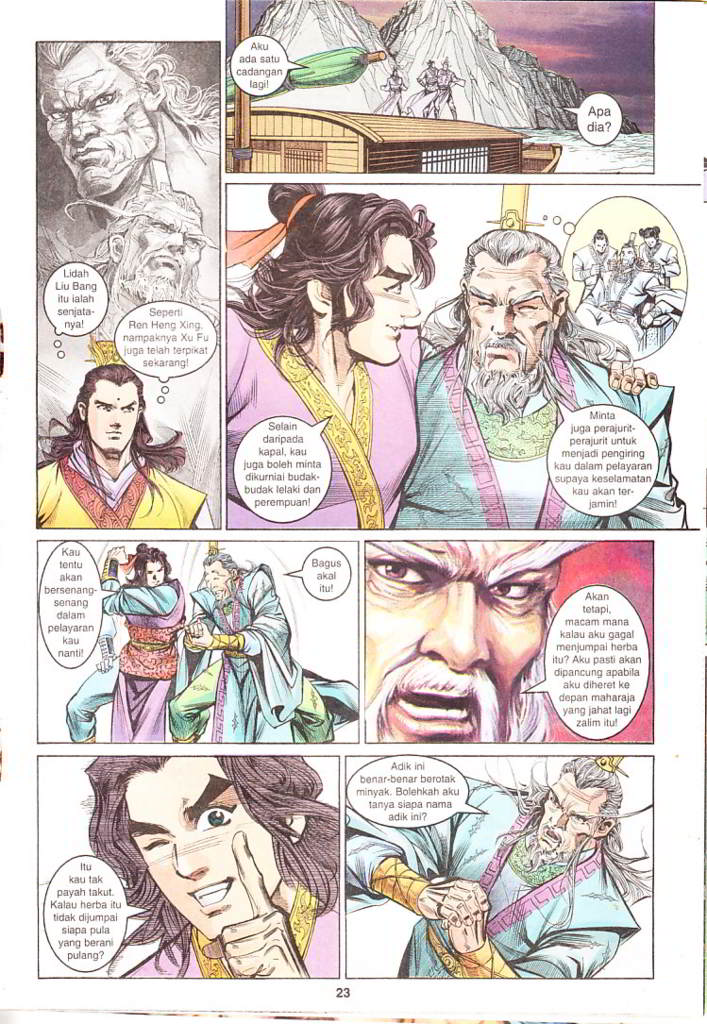 Aku
ada satu
cadangan
lagi!
Apa
dia?
Lidah
Liu Bang
itu ialah
senjata-
nya!
Seperti
Ren Heng Xing,
nampaknya Xu Fu
juga telah terpikat
sekarang!
Selain
daripada
kapal, kau
juga boleh minta
dikurniai budak-
budak lelaki dan
perempuan!
Minta
juga perajurit-
perajurit untuk
menjadi pengiring
kau dalam pelayaran
supaya keselamatan
kau akan ter-
jamin!
Kau
tentu
akan
bersenang-
senang
dalam
pelayaran
kau
nanti!
Bagus
akal
itu!
Akan
tetapi,
macam mana
kalau aku gagal
menjumpai herba
itu? Aku pasti akan
dipancung apabila
aku diheret ke
depan maharaja
yang jahat lagi
zalim itu!
Itu
kau tak
payah takut.
Kalau herba itu
tidak dijumpai
siapa pula
yang berani
pulang?
Adik ini
benar-benar berotak
minyak. Bolehkah aku
tanya siapa nama
adik ini?
23